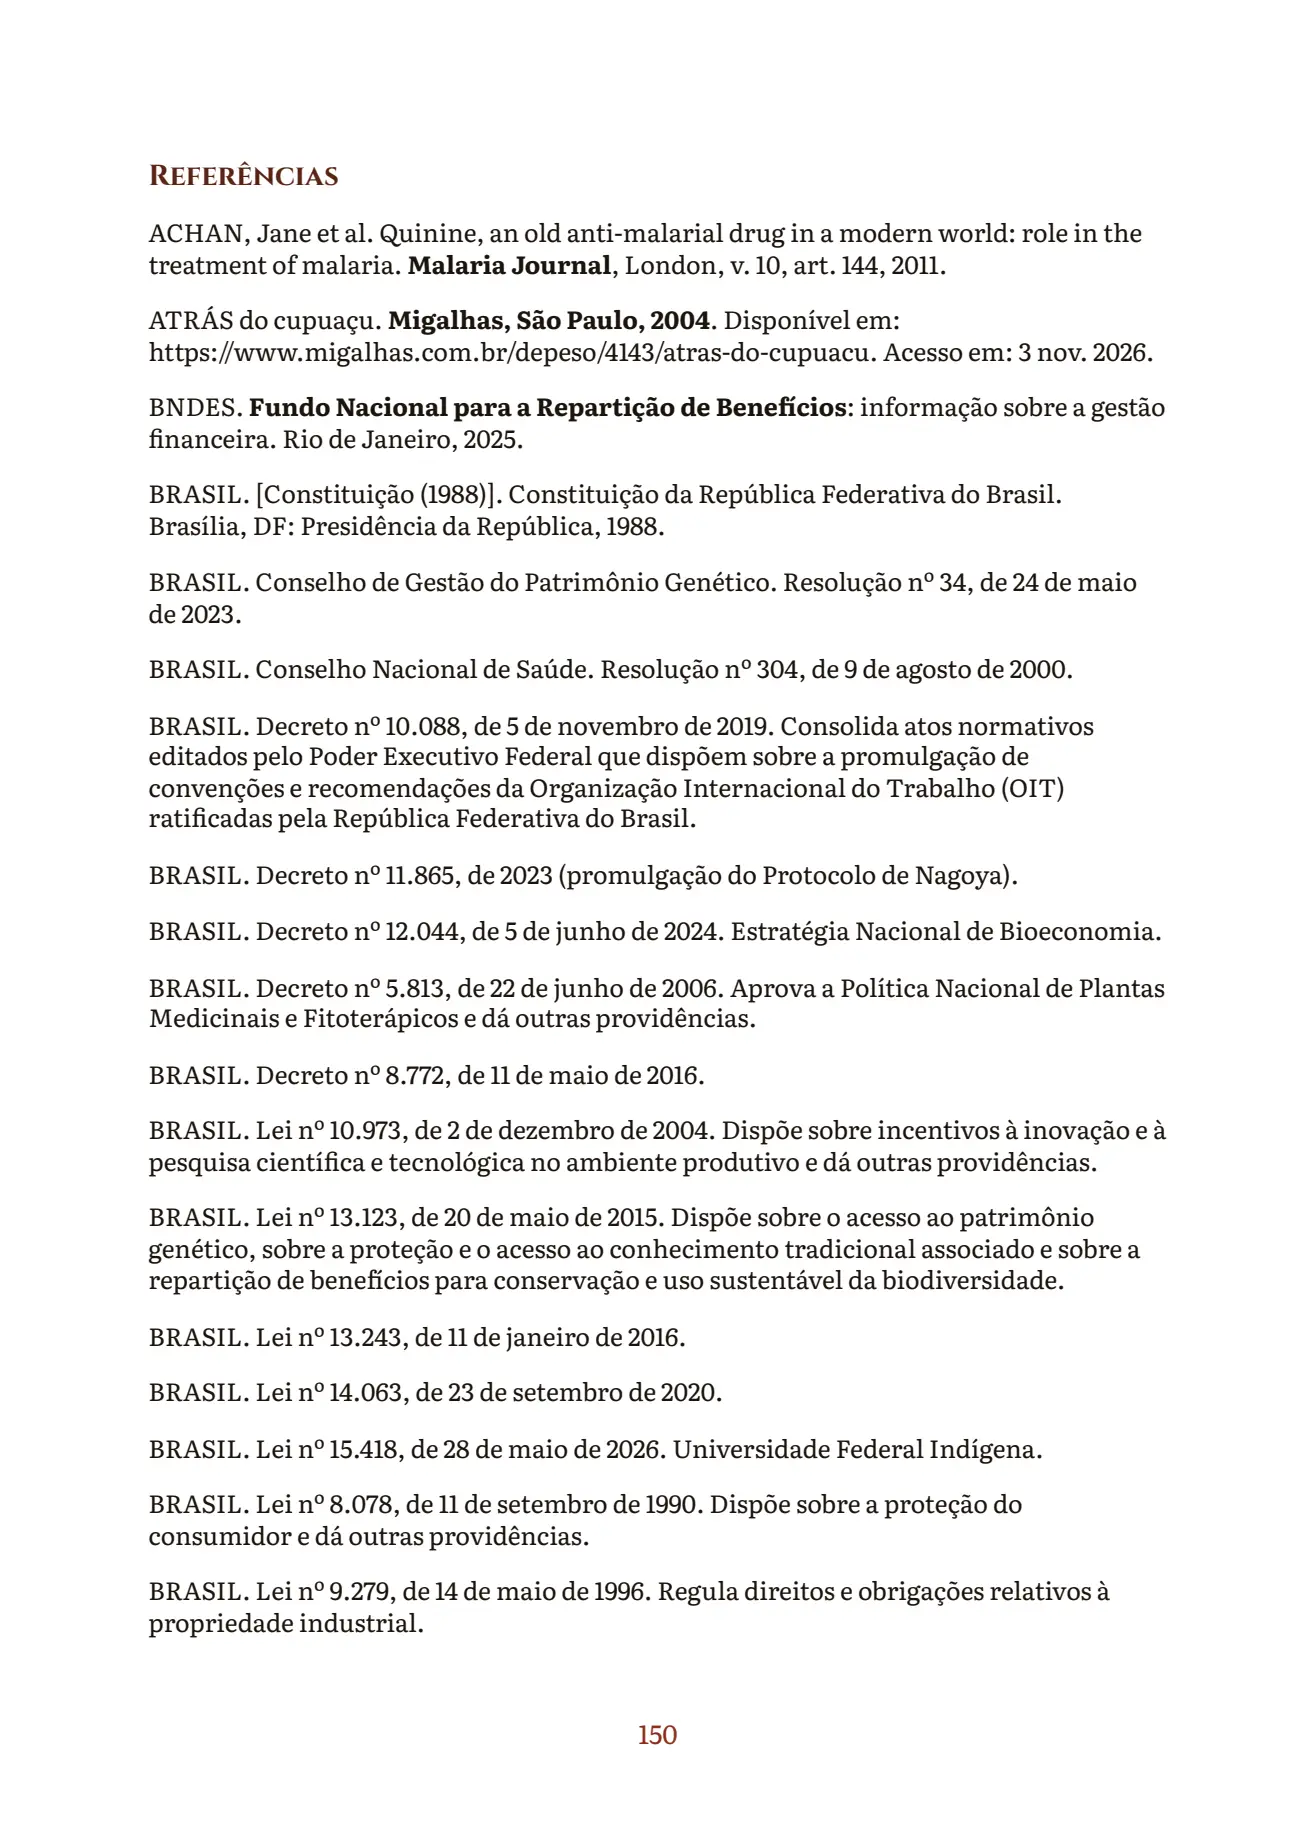 Referências
ACHAN, Jane et al. Quinine, an old anti-malarial drug in a modern world: role in the
treatment of malaria. Malaria Journal, London, v. 10, art. 144, 2011.
ATRÁS do cupuaçu. Migalhas, São Paulo, 2004. Disponível em:
https://www.migalhas.com.br/depeso/4143/atras-do-cupuacu. Acesso em: 3 nov. 2026.
BNDES. Fundo Nacional para a Repartição de Benefícios: informação sobre a gestão
financeira. Rio de Janeiro, 2025.
BRASIL. [Constituição (1988)]. Constituição da República Federativa do Brasil.
Brasília, DF: Presidência da República, 1988.
BRASIL. Conselho de Gestão do Patrimônio Genético. Resolução nº 34, de 24 de maio
de 2023.
BRASIL. Conselho Nacional de Saúde. Resolução nº 304, de 9 de agosto de 2000.
BRASIL. Decreto nº 10.088, de 5 de novembro de 2019. Consolida atos normativos
editados pelo Poder Executivo Federal que dispõem sobre a promulgação de
convenções e recomendações da Organização Internacional do Trabalho (OIT)
ratificadas pela República Federativa do Brasil.
BRASIL. Decreto nº 11.865, de 2023 (promulgação do Protocolo de Nagoya).
BRASIL. Decreto nº 12.044, de 5 de junho de 2024. Estratégia Nacional de Bioeconomia.
BRASIL. Decreto nº 5.813, de 22 de junho de 2006. Aprova a Política Nacional de Plantas
Medicinais e Fitoterápicos e dá outras providências.
BRASIL. Decreto nº 8.772, de 11 de maio de 2016.
BRASIL. Lei nº 10.973, de 2 de dezembro de 2004. Dispõe sobre incentivos à inovação e à
pesquisa científica e tecnológica no ambiente produtivo e dá outras providências.
BRASIL. Lei nº 13.123, de 20 de maio de 2015. Dispõe sobre o acesso ao patrimônio
genético, sobre a proteção e o acesso ao conhecimento tradicional associado e sobre a
repartição de benefícios para conservação e uso sustentável da biodiversidade.
BRASIL. Lei nº 13.243, de 11 de janeiro de 2016.
BRASIL. Lei nº 14.063, de 23 de setembro de 2020.
BRASIL. Lei nº 15.418, de 28 de maio de 2026. Universidade Federal Indígena.
BRASIL. Lei nº 8.078, de 11 de setembro de 1990. Dispõe sobre a proteção do
consumidor e dá outras providências.
BRASIL. Lei nº 9.279, de 14 de maio de 1996. Regula direitos e obrigações relativos à
propriedade industrial.
150